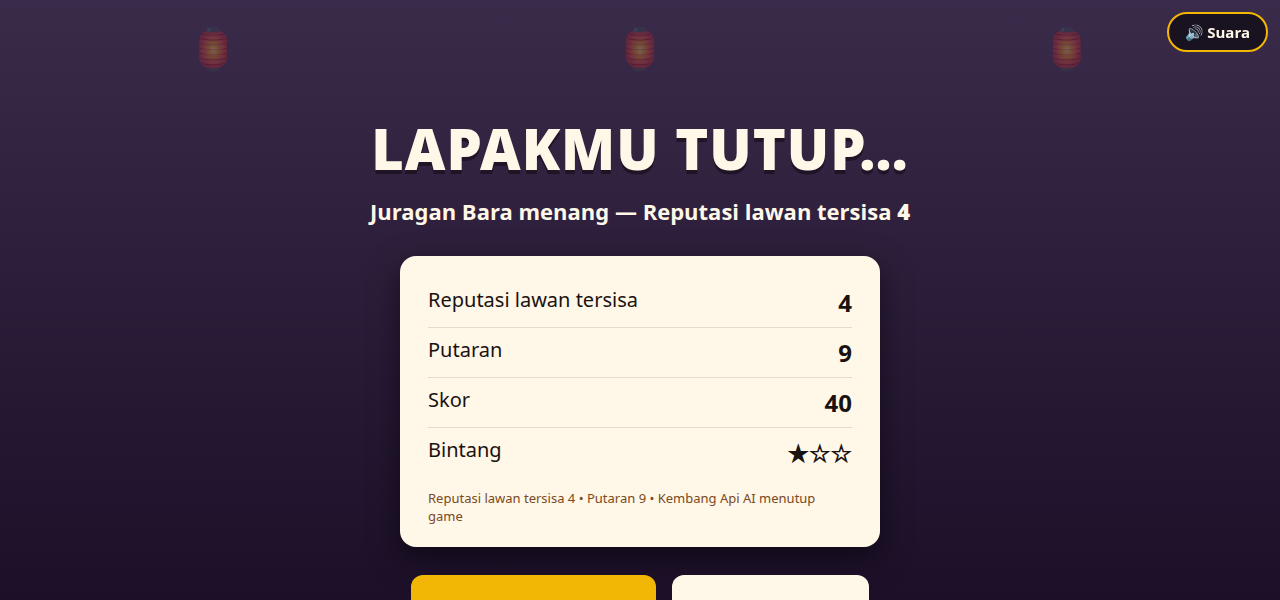 🔊 Suara
LAPAKMU TUTUP...
Juragan Bara menang — Reputasi lawan tersisa 4
Reputasi lawan tersisa 4
Putaran 9
Skor 40
Bintang ★☆☆
Reputasi lawan tersisa 4 • Putaran 9 • Kembang Api AI menutup
game